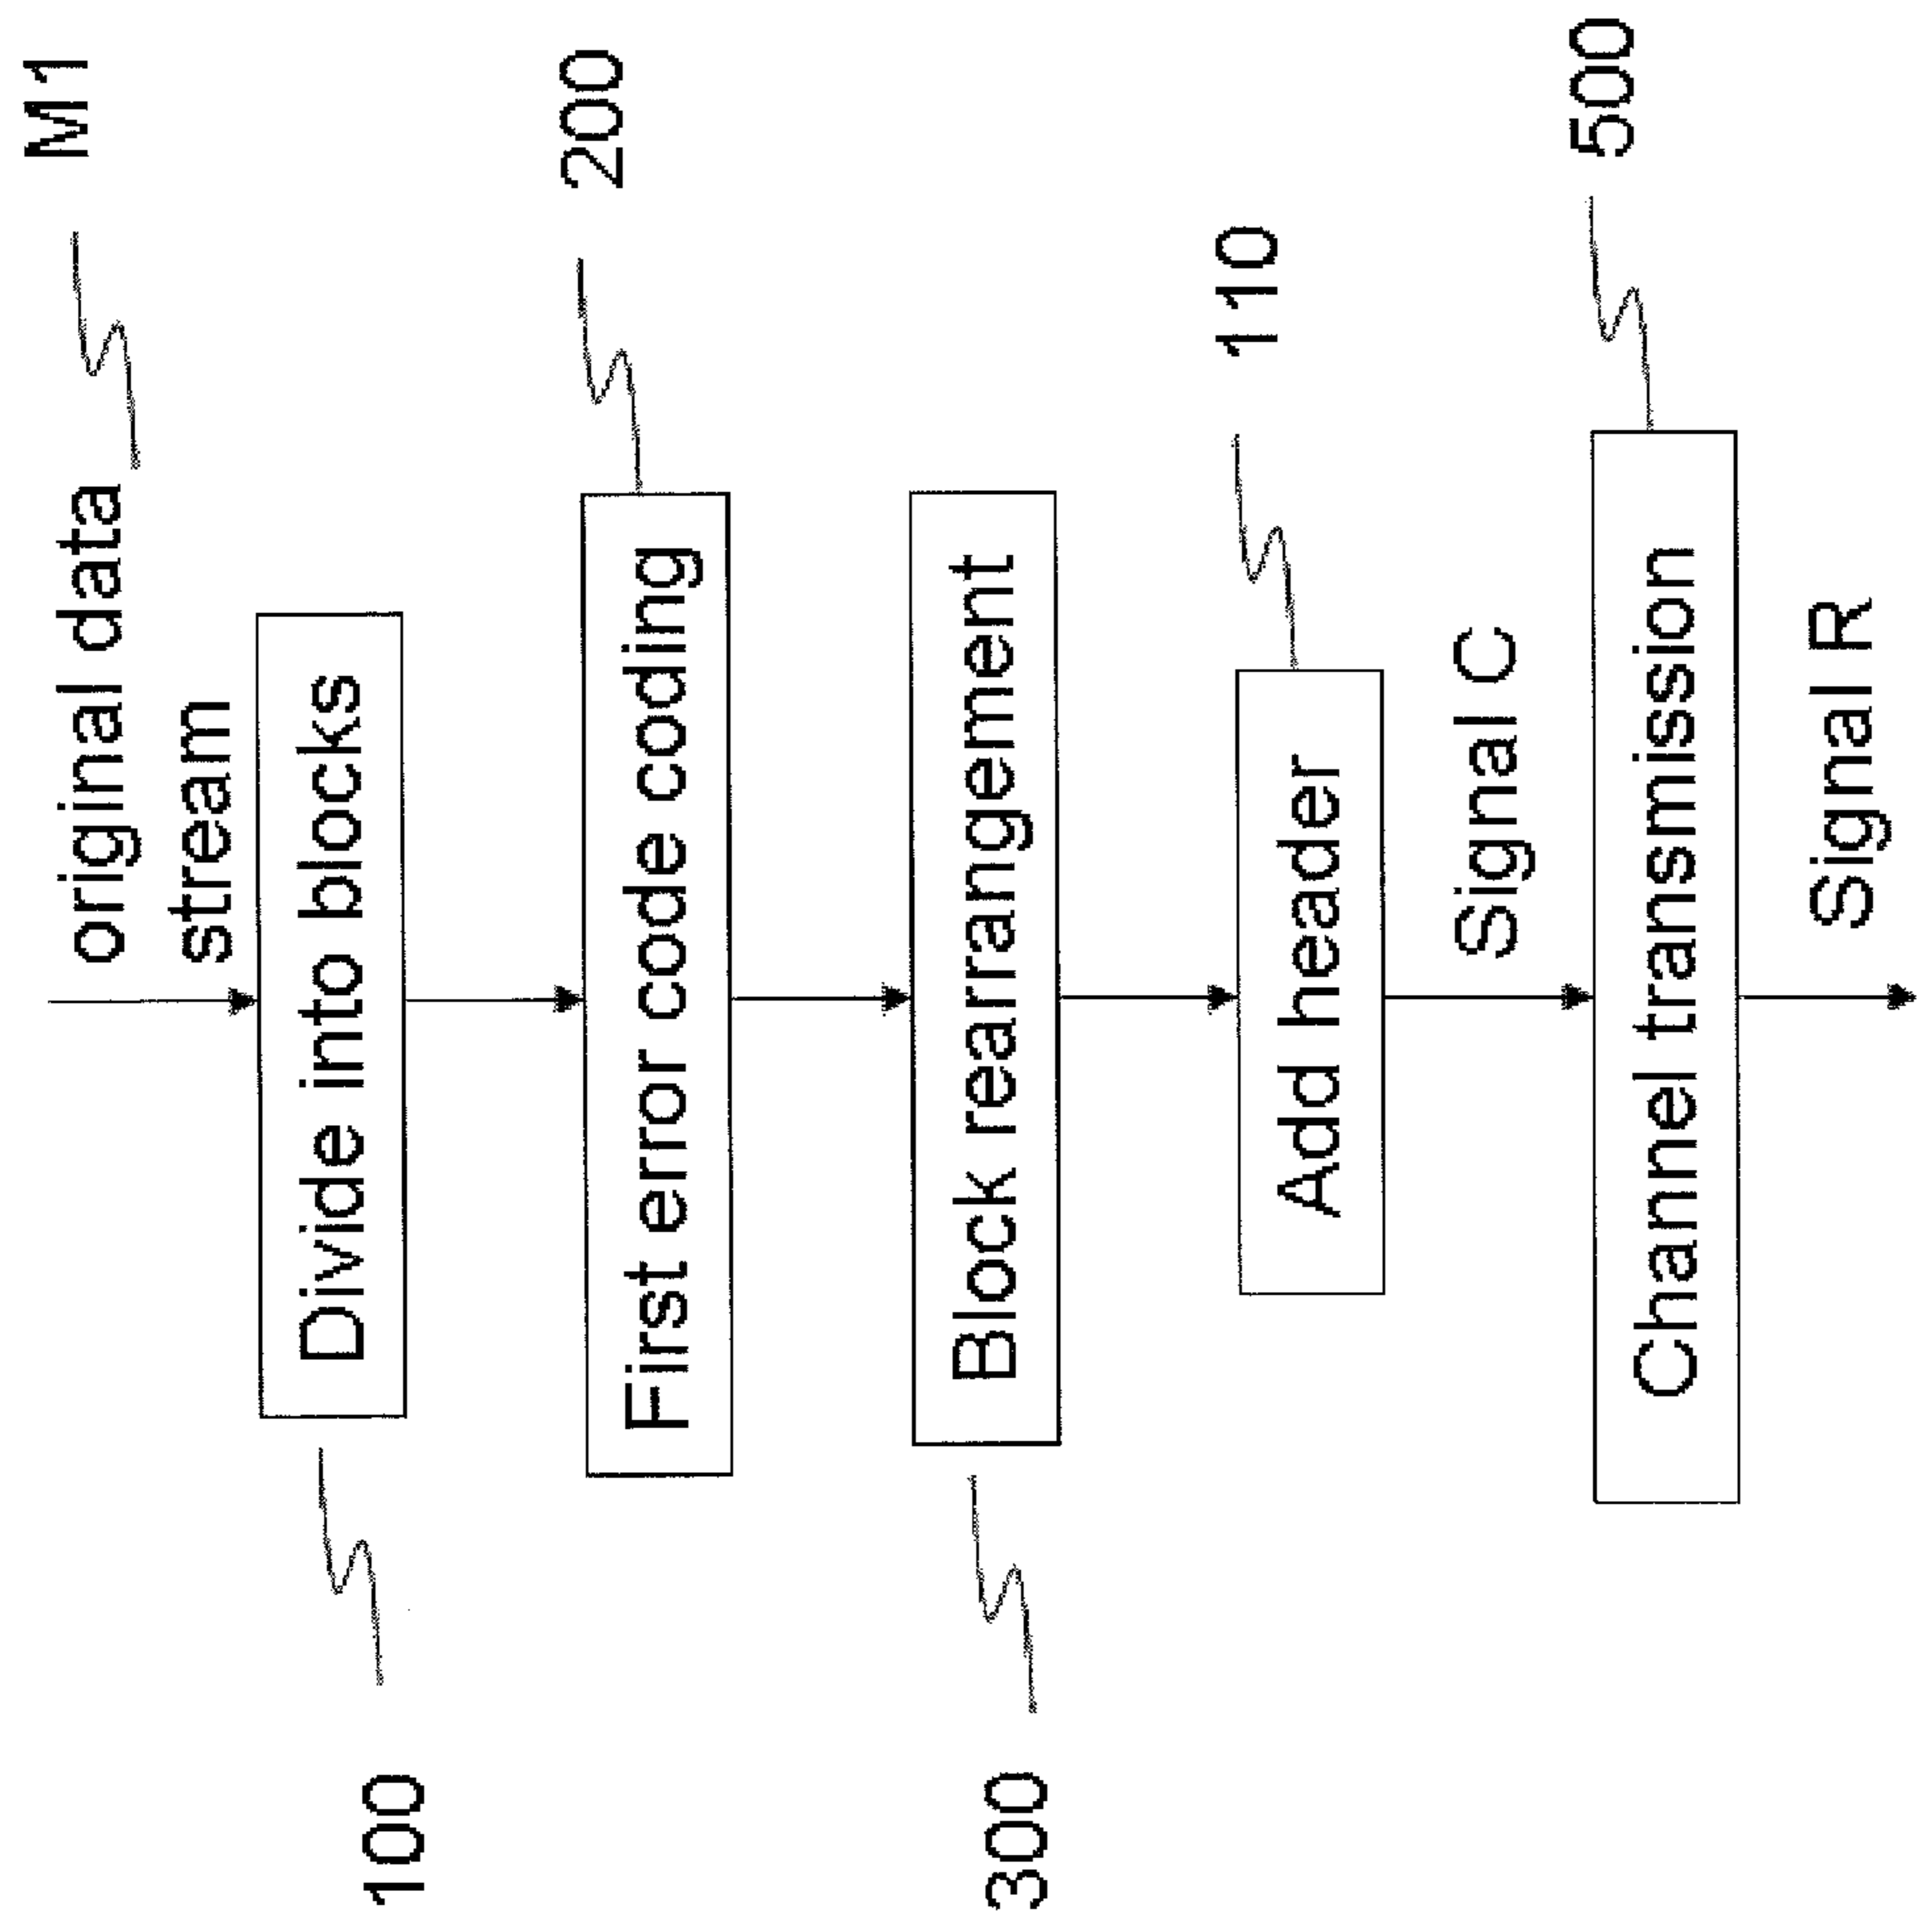 M1
original data
stream
Divide into blocks
100
First error code coding
200
Block rearrangement
300
Add header
110
Signal C
Channel transmission
500
Signal R